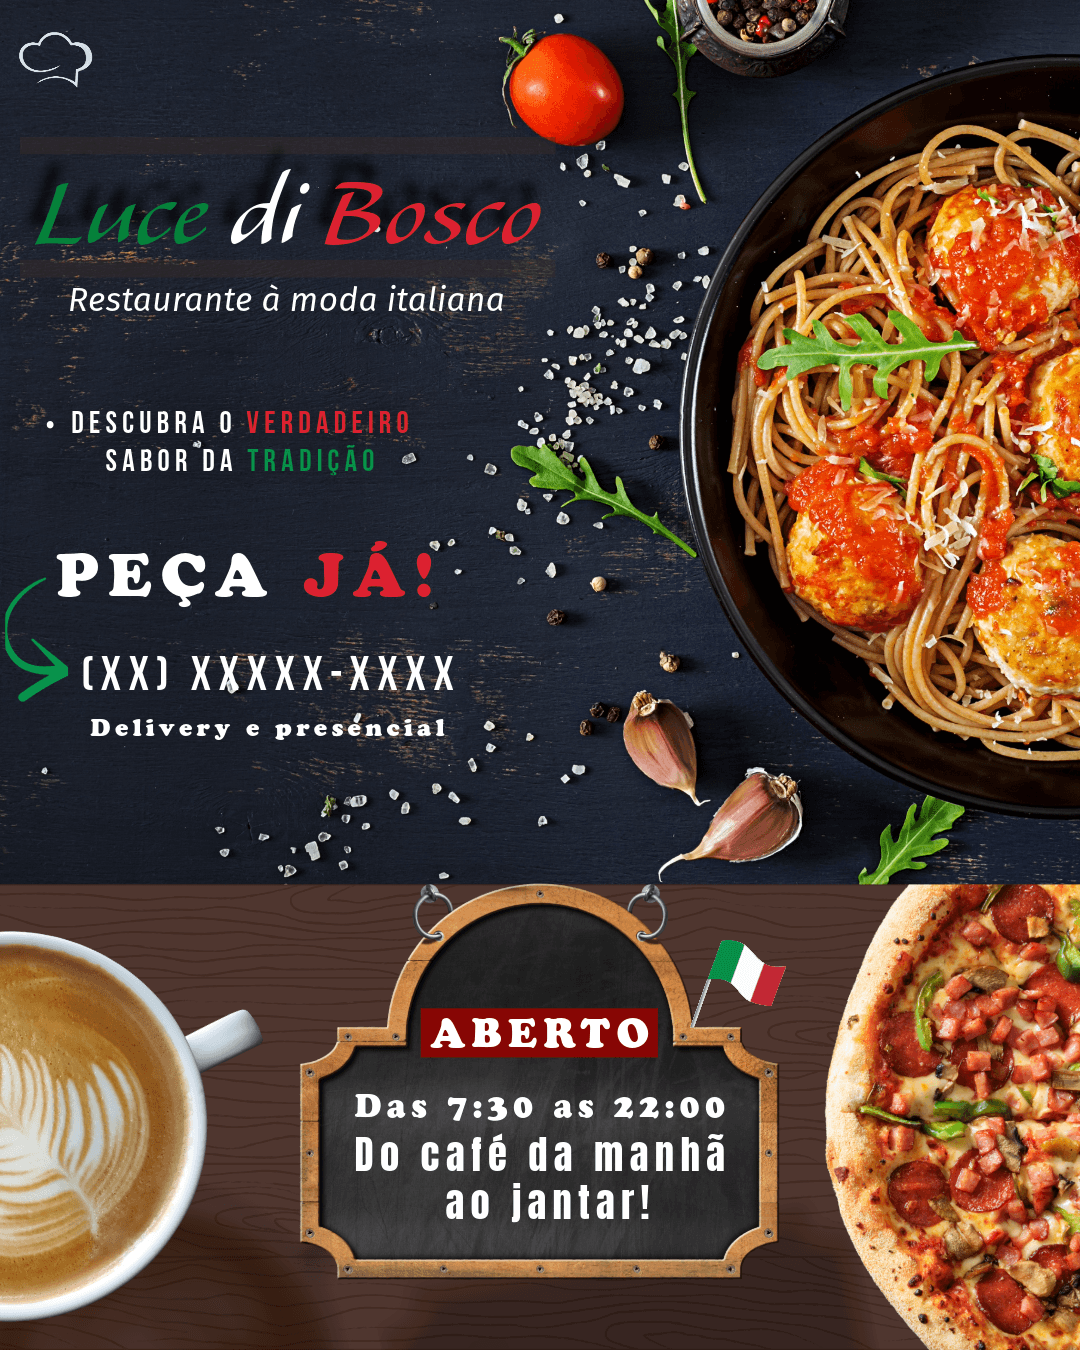 Luce di Bosco
Restaurante à moda italiana
• DESCUBRA O VERDADEIRO
SABOR DA TRADIÇÃO
PEÇA JÁ!
(XX) XXXXX-XXXX
Delivery e presencial
ABERTO
Das 7:30 as 22:00
Do café da manhã
ao jantar!